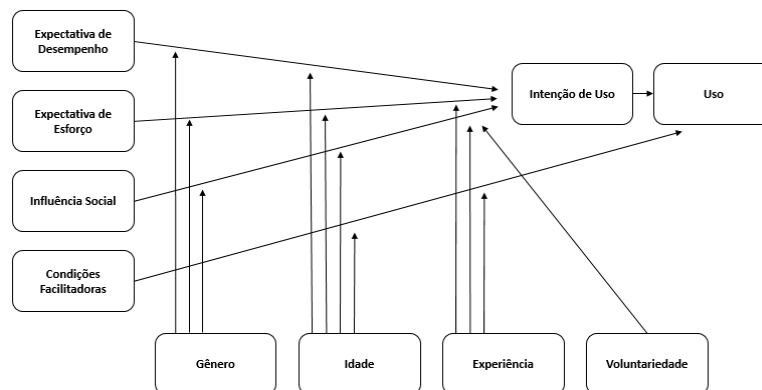 Expectativa de
Desempenho
Expectativa de
Esforço
Influência Social
Condições
Facilitadoras
Intenção de Uso
Uso
Gênero
Idade
Experiência
Voluntariedade